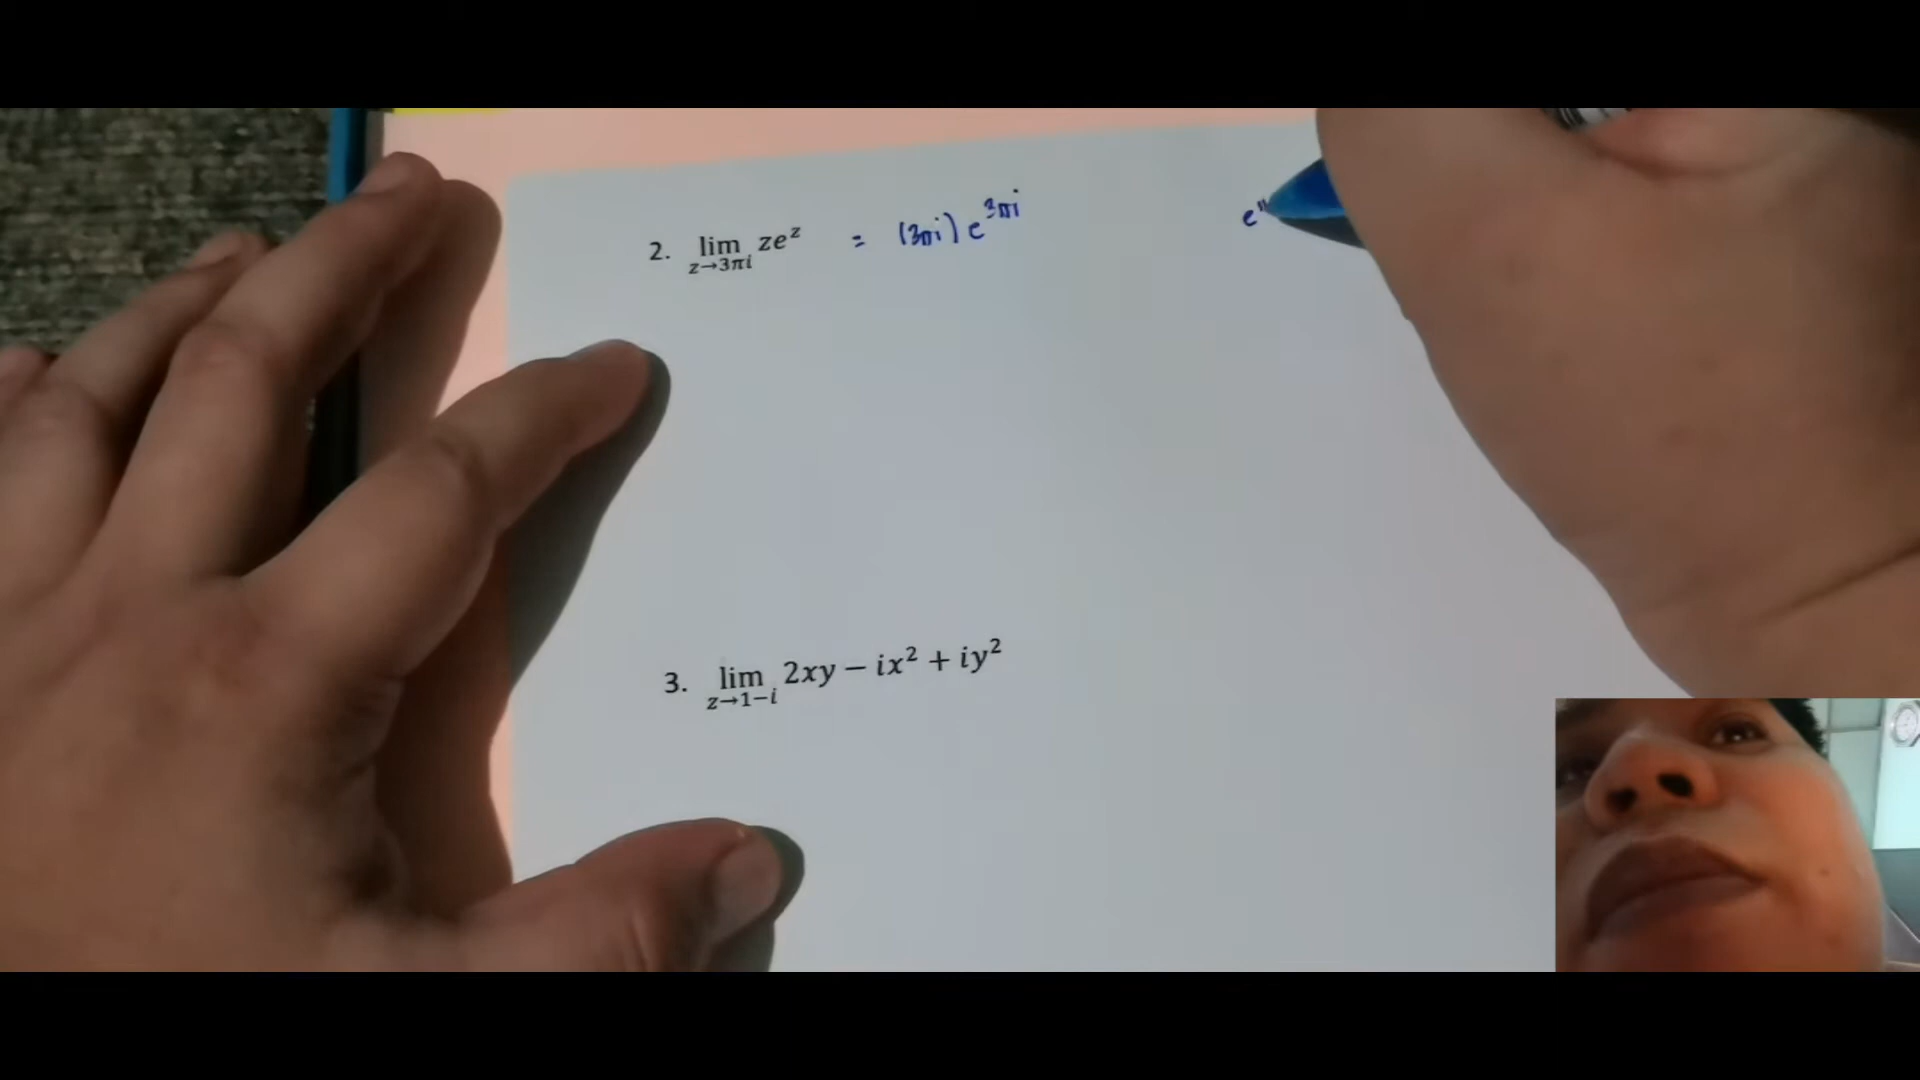 2. lim z→3πi ze^z = (3πi) e^3πi
3. lim z→1−i 2xy − ix² + iy²